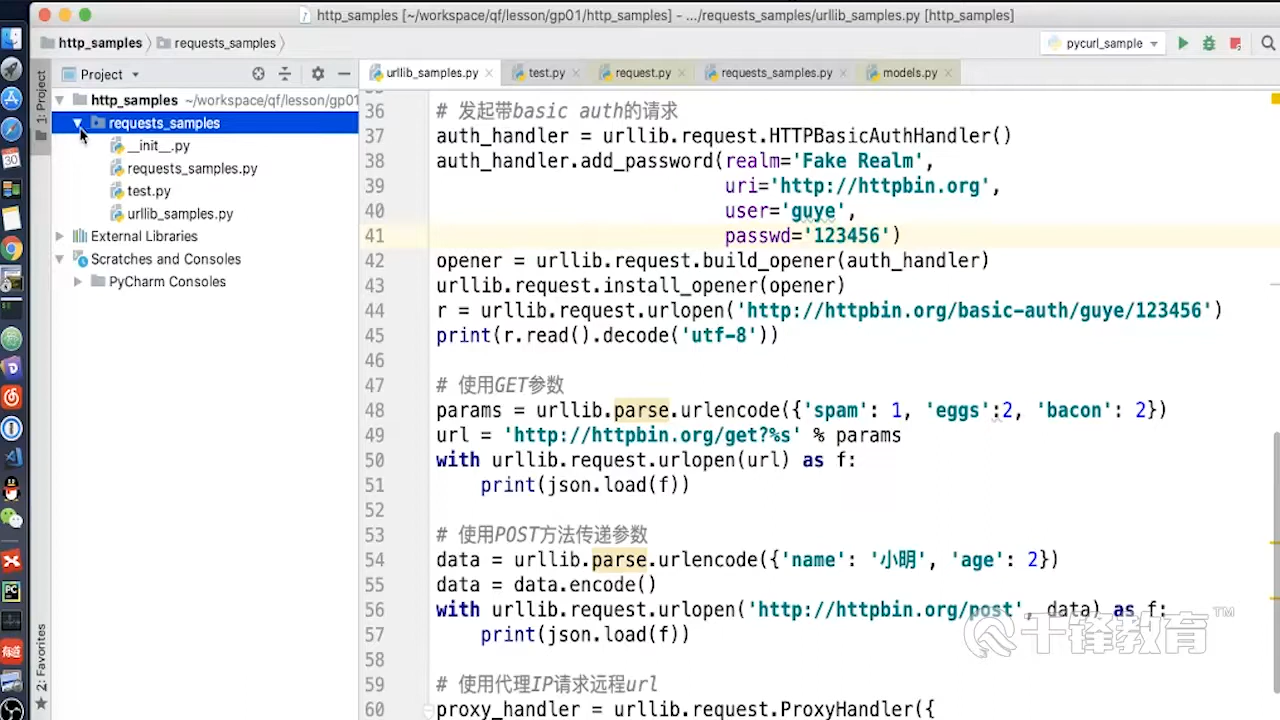 http_samples [~/workspace/qf/lesson/gp01/http_samples] - .../requests_samples/urllib_samples.py [http_samples]
http_samples requests_samples
pycurl_sample
Project
urllib_samples.py
test.py
request.py
requests_samples.py
models.py
1: Project
http_samples ~/workspace/qf/lesson/gp01
requests_samples
__init__.py
requests_samples.py
test.py
urllib_samples.py
External Libraries
Scratches and Consoles
PyCharm Consoles
2: Favorites
36 # 发起带basic auth的请求
37 auth_handler = urllib.request.HTTPBasicAuthHandler()
38 auth_handler.add_password(realm='Fake Realm',
39 uri='http://httpbin.org',
40 user='guye',
41 passwd='123456')
42 opener = urllib.request.build_opener(auth_handler)
43 urllib.request.install_opener(opener)
44 r = urllib.request.urlopen('http://httpbin.org/basic-auth/guye/123456')
45 print(r.read().decode('utf-8'))
46
47 # 使用GET参数
48 params = urllib.parse.urlencode({'spam': 1, 'eggs':2, 'bacon': 2})
49 url = 'http://httpbin.org/get?%s' % params
50 with urllib.request.urlopen(url) as f:
51 print(json.load(f))
52
53 # 使用POST方法传递参数
54 data = urllib.parse.urlencode({'name': '小明', 'age': 2})
55 data = data.encode()
56 with urllib.request.urlopen('http://httpbin.org/post', data) as f:
57 print(json.load(f))
58
59 # 使用代理IP请求远程url
60 proxy_handler = urllib.request.ProxyHandler({
千锋教育™